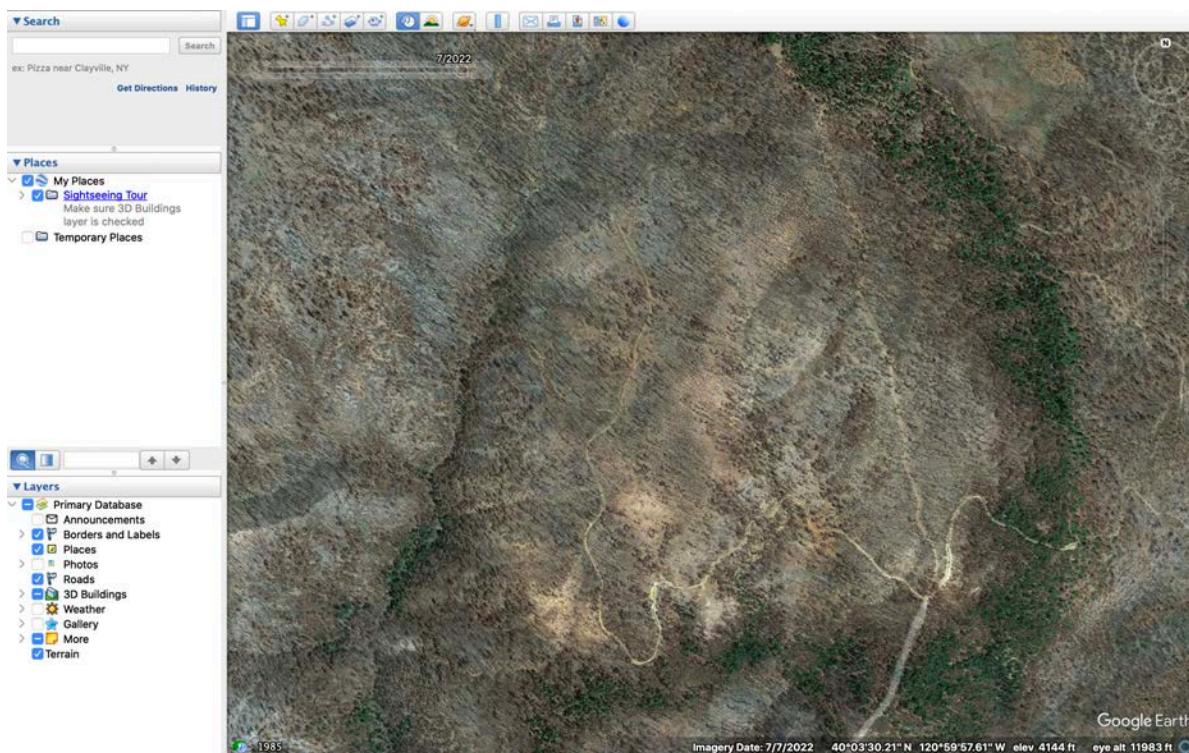 Search
Search
ex: Pizza near Clayville, NY
Get Directions History
Places
My Places
Sightseeing Tour
Make sure 3D Buildings
layer is checked
Temporary Places
Layers
Primary Database
Announcements
Borders and Labels
Places
Photos
Roads
3D Buildings
Weather
Gallery
More
Terrain
7/2022
N
Google Earth
1985
Imagery Date: 7/7/2022 40°03'30.21" N 120°59'57.61" W elev 4144 ft eye alt 11983 ft